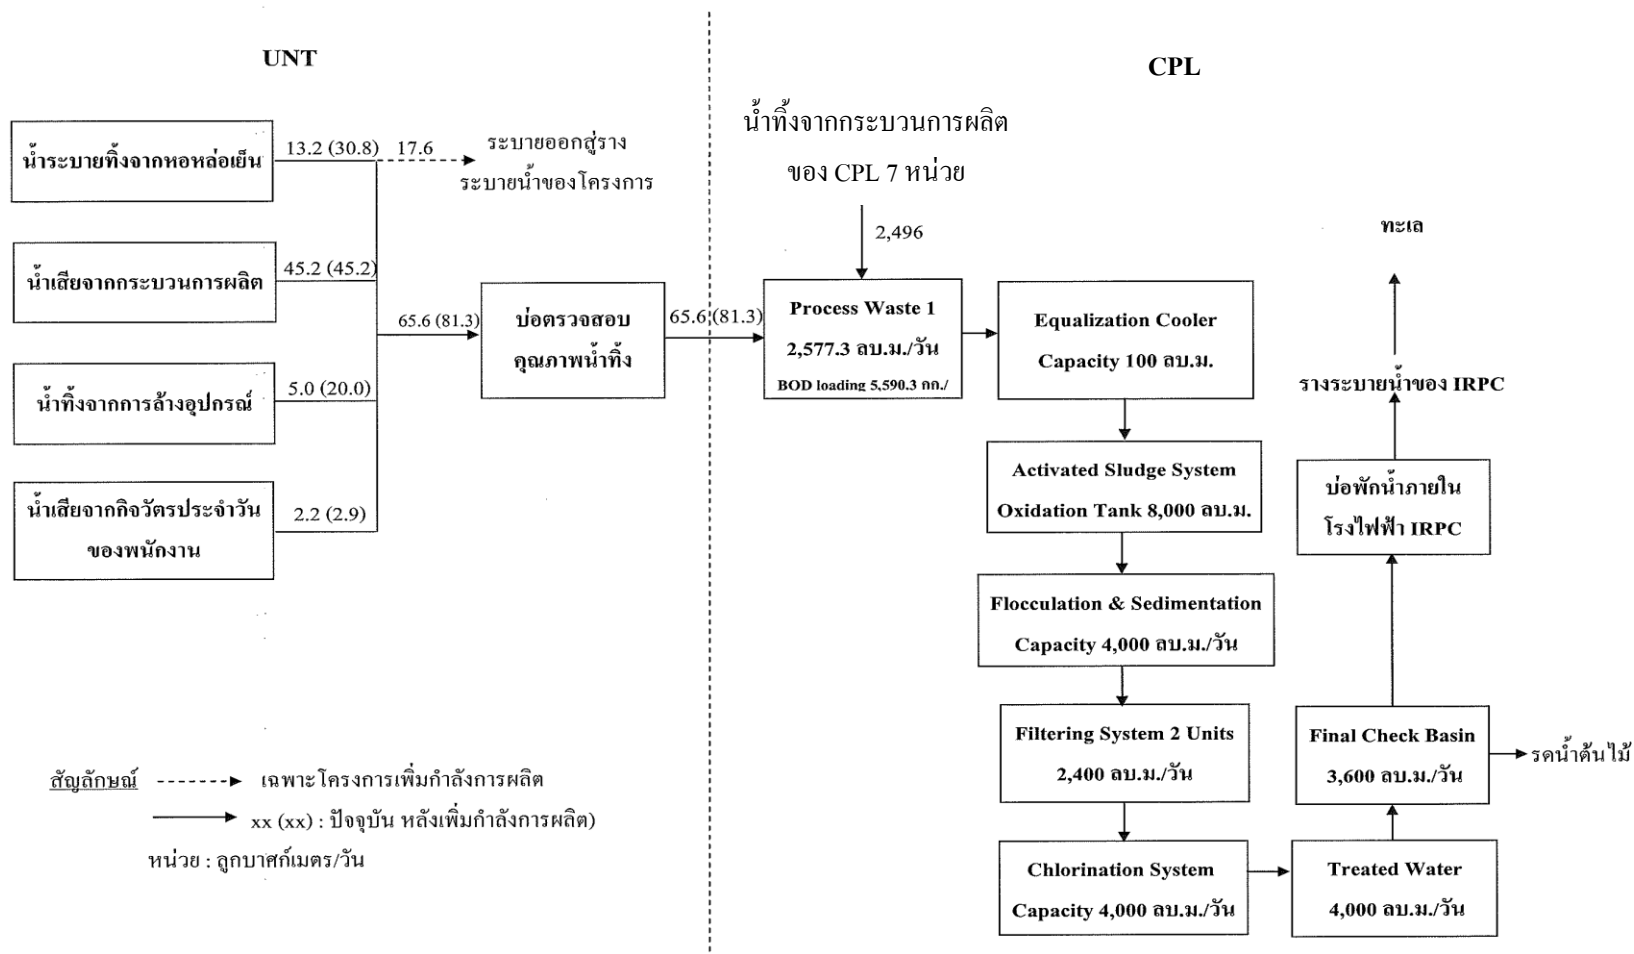 UNT
CPL
น้ำระบายทิ้งจากหอหล่อเย็น
13.2 (30.8)
17.6
ระบายออกสู่ราง
ระบายน้ำของโครงการ
น้ำเสียจากกระบวนการผลิต
45.2 (45.2)
น้ำทิ้งจากการล้างอุปกรณ์
5.0 (20.0)
น้ำเสียจากกิจวัตรประจำวัน
ของพนักงาน
2.2 (2.9)
65.6 (81.3)
บ่อตรวจสอบ
คุณภาพน้ำทิ้ง
65.6 (81.3)
น้ำทิ้งจากกระบวนการผลิต
ของ CPL 7 หน่วย
2,496
Process Waste 1
2,577.3 ลบ.ม./วัน
BOD loading 5,590.3 กก./
Equalization Cooler
Capacity 100 ลบ.ม.
Activated Sludge System
Oxidation Tank 8,000 ลบ.ม.
Flocculation & Sedimentation
Capacity 4,000 ลบ.ม./วัน
Filtering System 2 Units
2,400 ลบ.ม./วัน
Chlorination System
Capacity 4,000 ลบ.ม./วัน
Treated Water
4,000 ลบ.ม./วัน
Final Check Basin
3,600 ลบ.ม./วัน
รดน้ำต้นไม้
บ่อพักน้ำภายใน
โรงไฟฟ้า IRPC
รางระบายน้ำของ IRPC
ทะเล
สัญลักษณ์
เฉพาะโครงการเพิ่มกำลังการผลิต
xx (xx) : ปัจจุบัน หลังเพิ่มกำลังการผลิต)
หน่วย : ลูกบาศก์เมตร/วัน